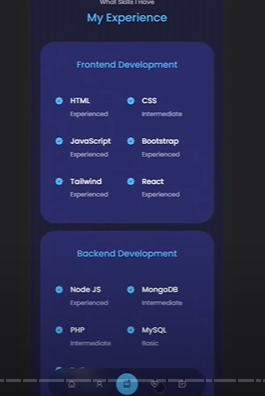 What Skills I Have
My Experience
Frontend Development
HTML CSS
Experienced Intermediate
JavaScript Bootstrap
Experienced Experienced
Tailwind React
Experienced Experienced
Backend Development
Node JS MongoDB
Experienced Intermediate
PHP MySQL
Intermediate Basic